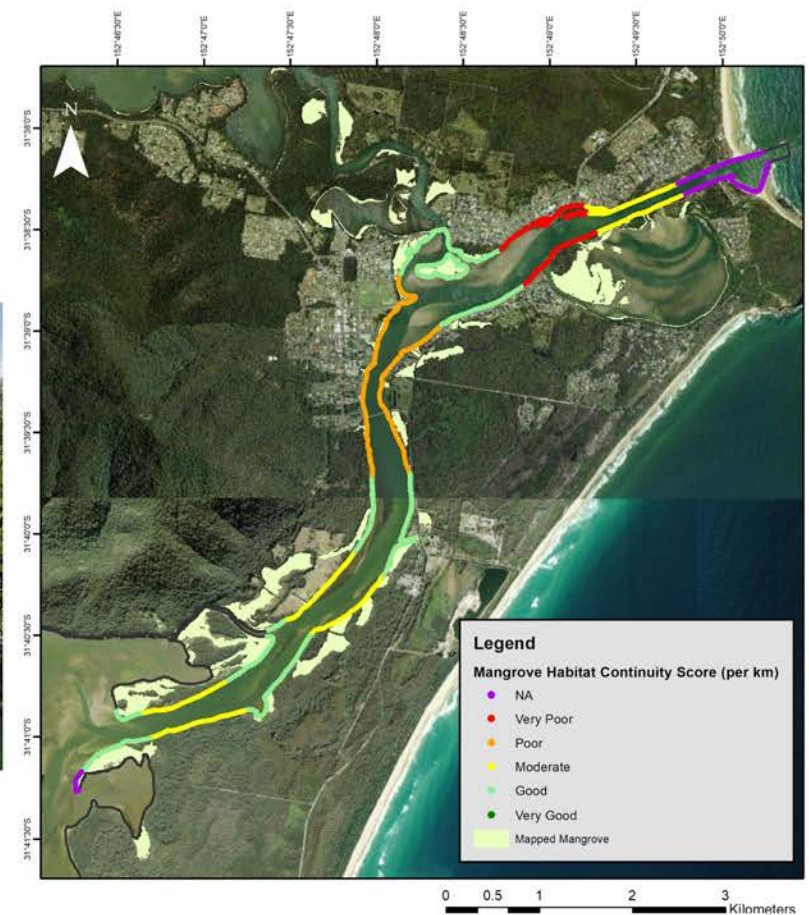 152°46'30"E
152°47'0"E
152°47'30"E
152°48'0"E
152°48'30"E
152°49'0"E
152°49'30"E
152°50'0"E
N
31°38'0"S
31°38'30"S
31°39'0"S
31°39'30"S
31°40'0"S
31°40'30"S
31°41'0"S
31°41'30"S
Legend
Mangrove Habitat Continuity Score (per km)
NA
Very Poor
Poor
Moderate
Good
Very Good
Mapped Mangrove
0 0.5 1 2 3
Kilometers